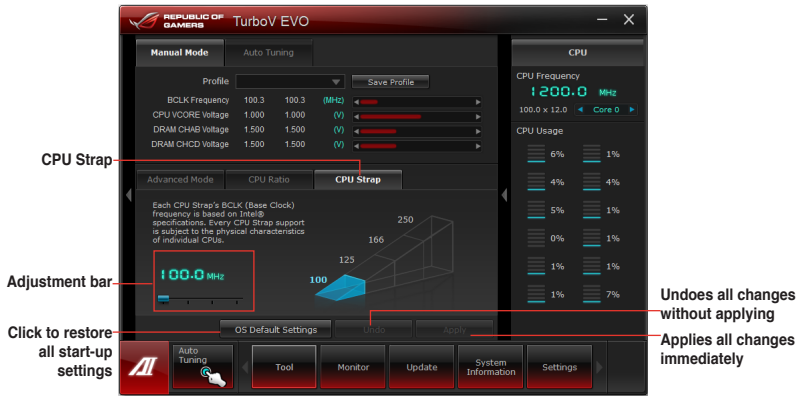 REPUBLIC OF
GAMERS
TurboV EVO
Manual Mode
Auto Tuning
Profile
Save Profile
BCLK Frequency 100.3 100.3 (MHz)
CPU VCORE Voltage 1.000 1.000 (V)
DRAM CHAB Voltage 1.500 1.500 (V)
DRAM CHCD Voltage 1.500 1.500 (V)
CPU Strap
Advanced Mode
CPU Ratio
CPU Strap
Each CPU Strap's BCLK (Base Clock)
frequency is based on Intel®
specifications. Every CPU Strap support
is subject to the physical characteristics
of individual CPUs.
250
166
125
100
Adjustment bar
100.0 MHz
Click to restore
all start-up
settings
OS Default Settings
Undo
Apply
Auto
Tuning
Tool
Monitor
Update
System
Information
Settings
CPU
CPU Frequency
1200.0 MHz
100.0 x 12.0 Core 0
CPU Usage
6% 1%
4% 4%
5% 1%
0% 1%
1% 1%
1% 7%
Undoes all changes
without applying
Applies all changes
immediately